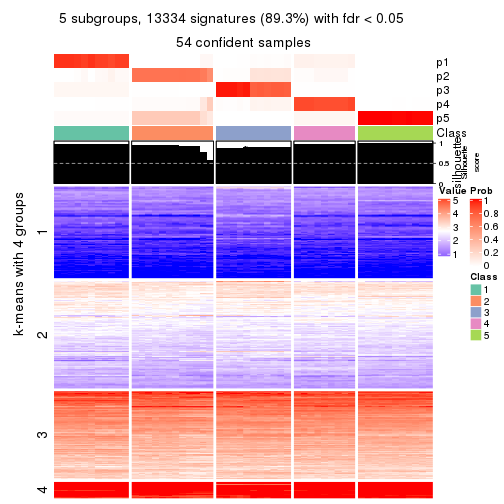 5 subgroups, 13334 signatures (89.3%) with fdr < 0.05
54 confident samples
p1
p2
p3
p4
p5
Class
1
0.5
0
silhouette
Silhouette
score
k-means with 4 groups
1
2
3
4
Value
5
4
3
2
1
Prob
1
0.8
0.6
0.4
0.2
0
Class
1
2
3
4
5